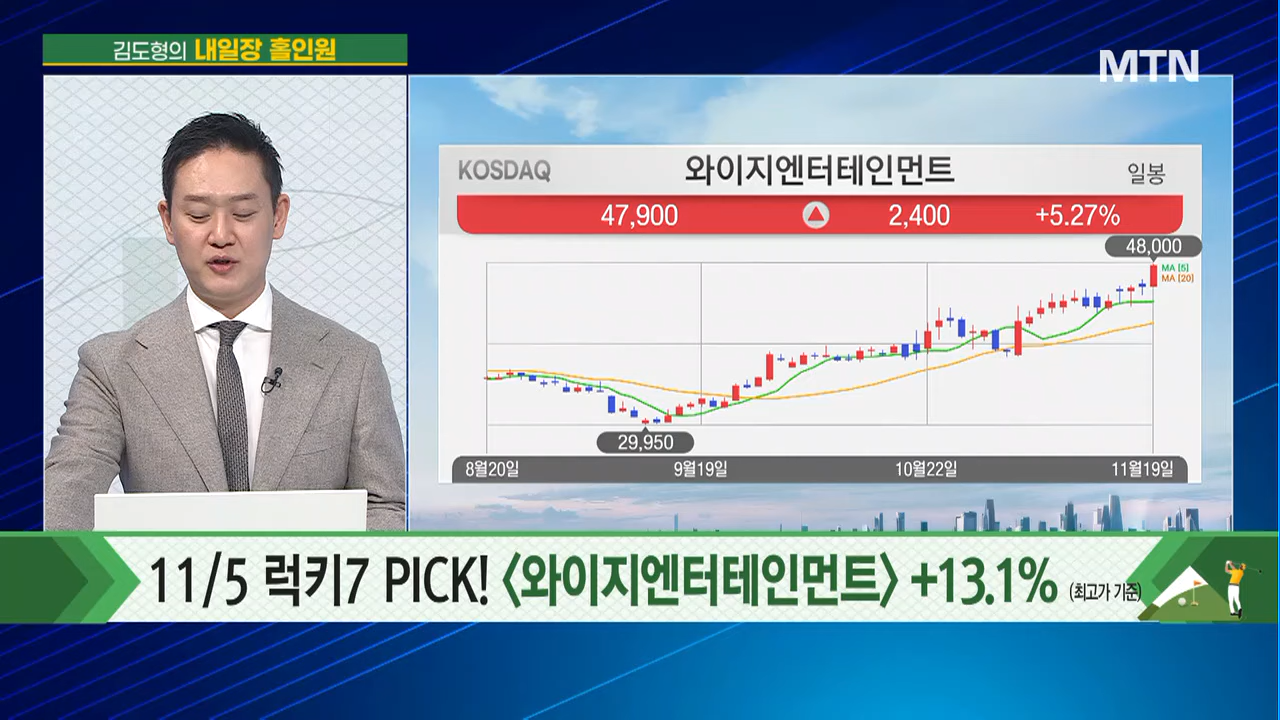 김도형의 내일장 홀인원
MTN
KOSDAQ 와이지엔터테인먼트 일봉
47,900 2,400 +5.27%
48,000
MA [5]
MA [20]
29,950
8월20일 9월19일 10월22일 11월19일
11/5 럭키7 PICK! <와이지엔터테인먼트> +13.1% (최고가 기준)